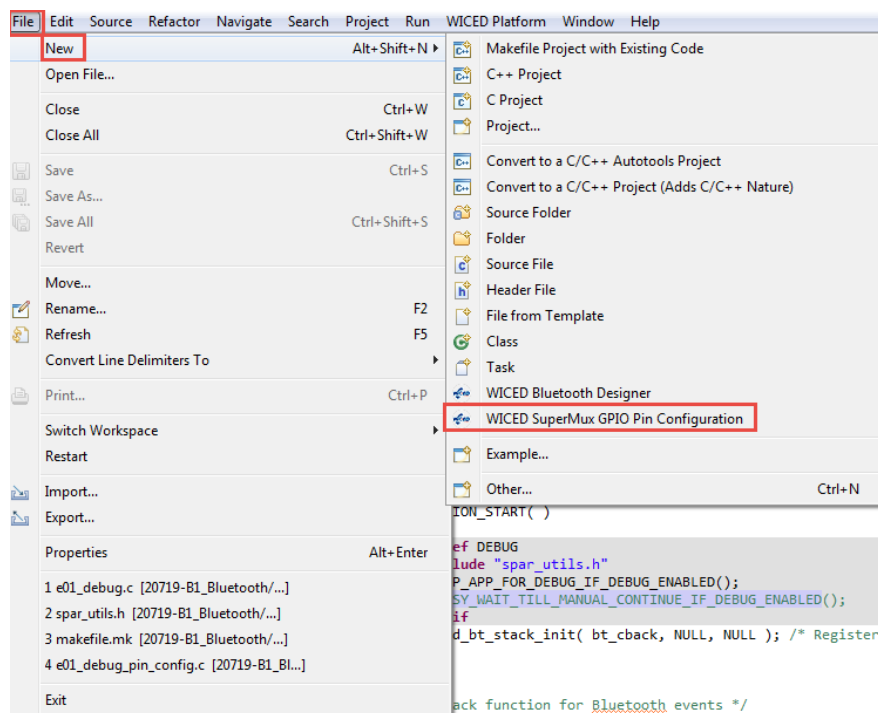 File Edit Source Refactor Navigate Search Project Run WICED Platform Window Help
New Alt+Shift+N
Open File...
Close Ctrl+W
Close All Ctrl+Shift+W
Save Ctrl+S
Save As...
Save All Ctrl+Shift+S
Revert
Move...
Rename... F2
Refresh F5
Convert Line Delimiters To
Print... Ctrl+P
Switch Workspace
Restart
Import...
Export...
Properties Alt+Enter
1 e01_debug.c [20719-B1_Bluetooth/...]
2 spar_utils.h [20719-B1_Bluetooth/...]
3 makefile.mk [20719-B1_Bluetooth/...]
4 e01_debug_pin_config.c [20719-B1_Bl...]
Exit
Makefile Project with Existing Code
C++ Project
C Project
Project...
Convert to a C/C++ Autotools Project
Convert to a C/C++ Project (Adds C/C++ Nature)
Source Folder
Folder
Source File
Header File
File from Template
Class
Task
WICED Bluetooth Designer
WICED SuperMux GPIO Pin Configuration
Example...
Other... Ctrl+N
ION_START( )
ef DEBUG
lude "spar_utils.h"
P_APP_FOR_DEBUG_IF_DEBUG_ENABLED();
SY_WAIT_TILL_MANUAL_CONTINUE_IF_DEBUG_ENABLED();
if
d_bt_stack_init( bt_cback, NULL, NULL ); /* Register
ack function for Bluetooth events */